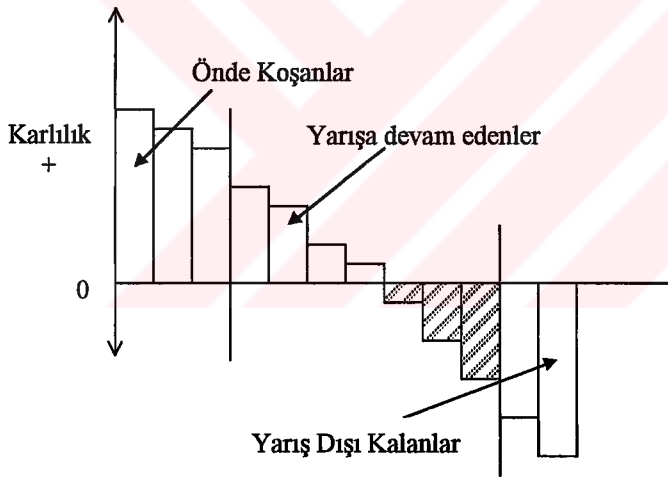 Önde Koşanlar
Karlılık
+
Yarışa devam edenler
0
Yarış Dışı Kalanlar